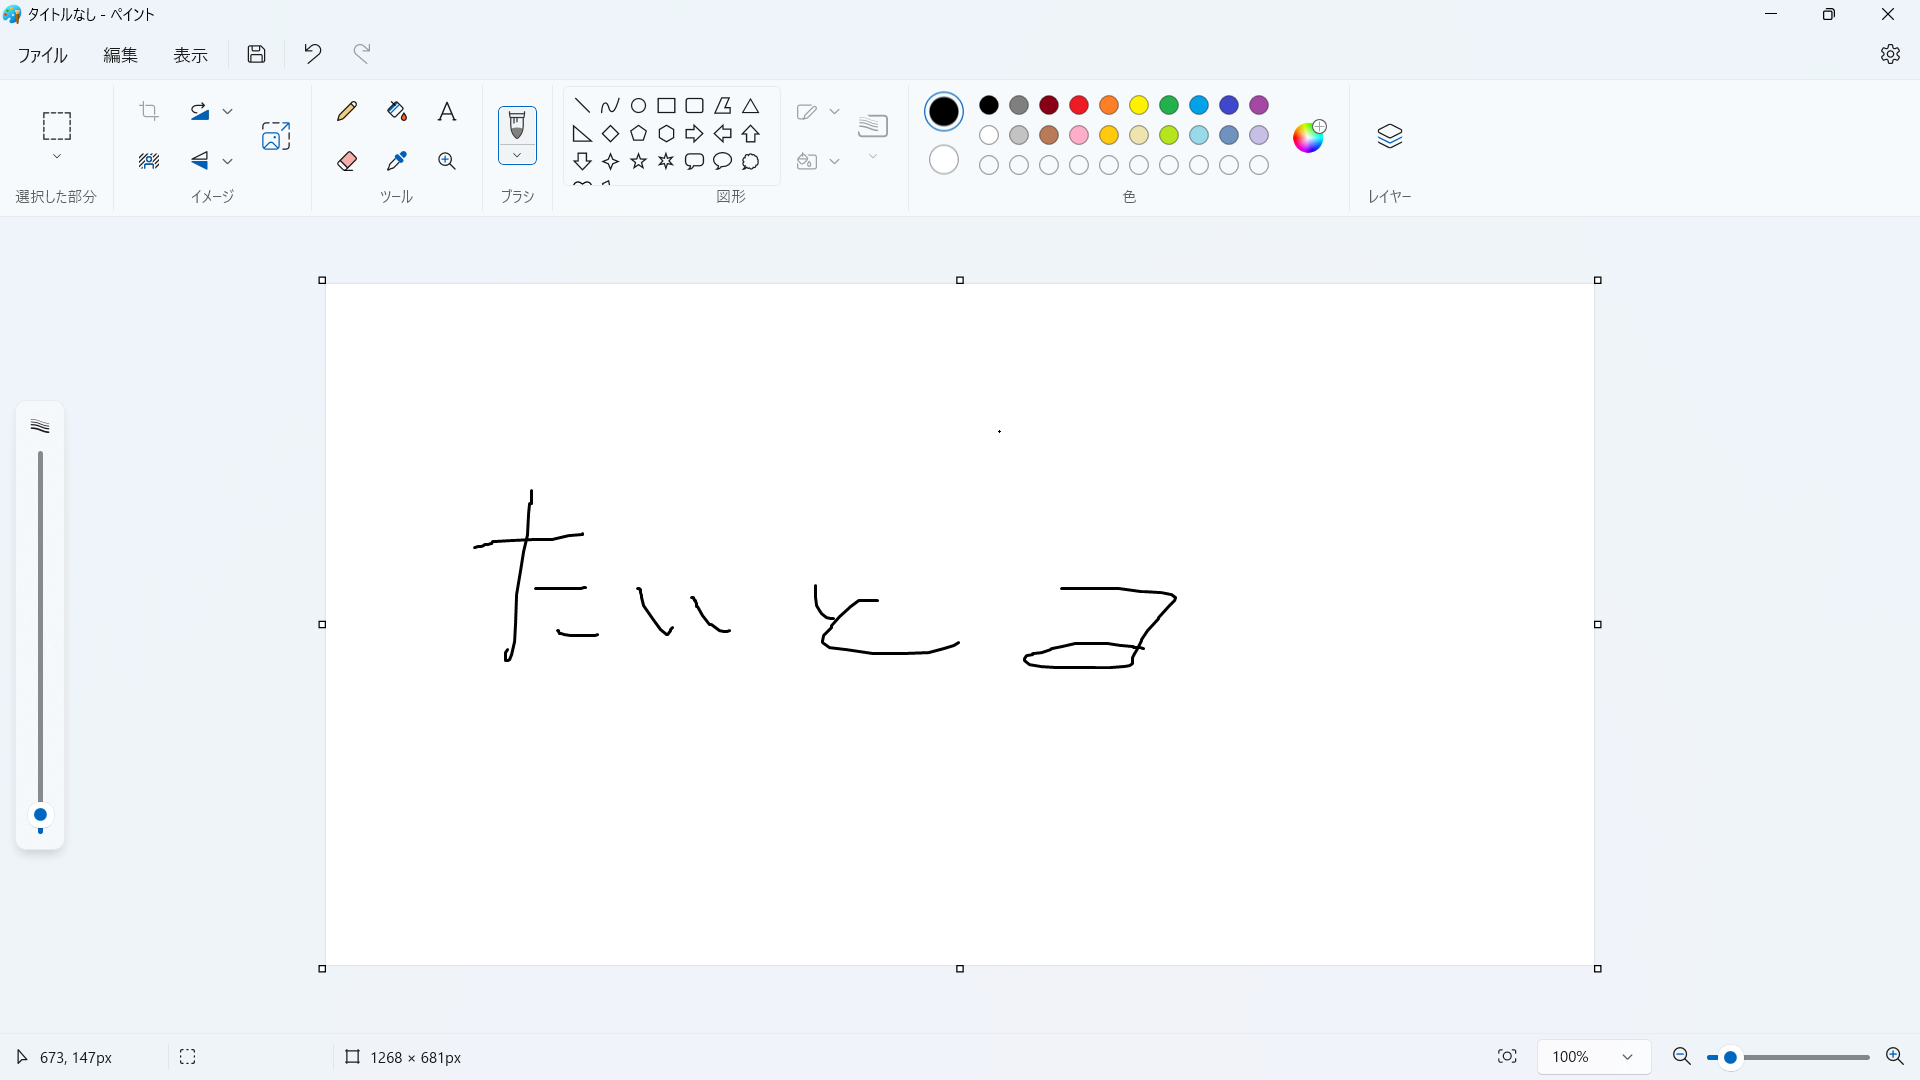 タイトルなし - ペイント
ファイル 編集 表示
選択した部分 イメージ ツール ブラシ 図形 色 レイヤー
たいとる
673, 147px 1268 × 681px 100%